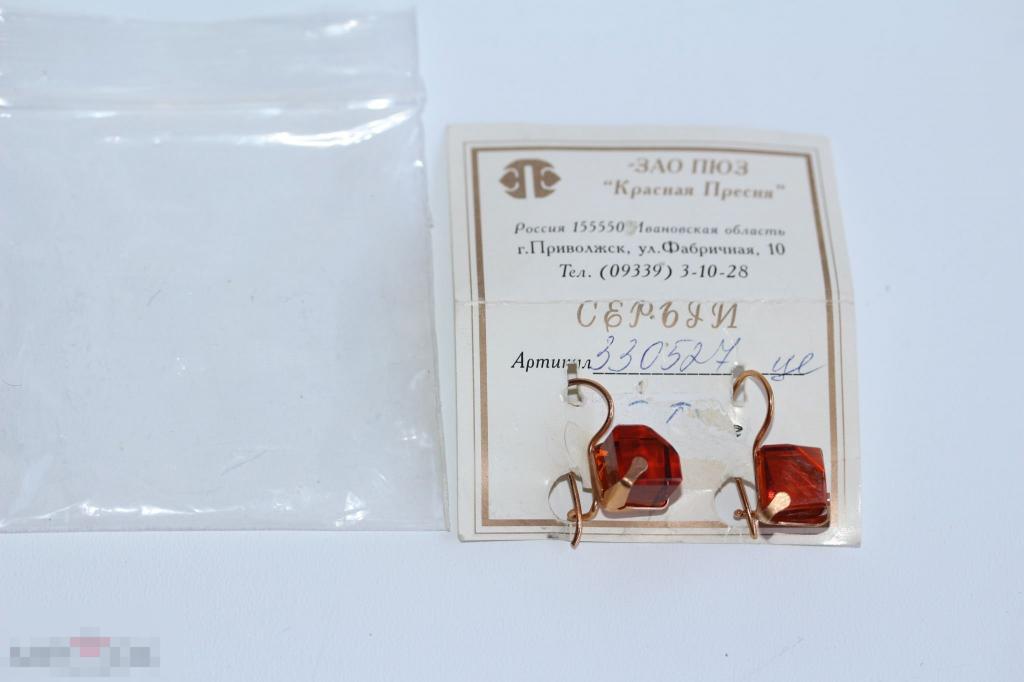 ЗАО ПЮЗ
"Красная Пресня"
Россия 155550 Ивановская область
г.Приволжск, ул.Фабричная, 10
Тел. (09339) 3-10-28
СЕРЬГИ
Артикул 330527 це